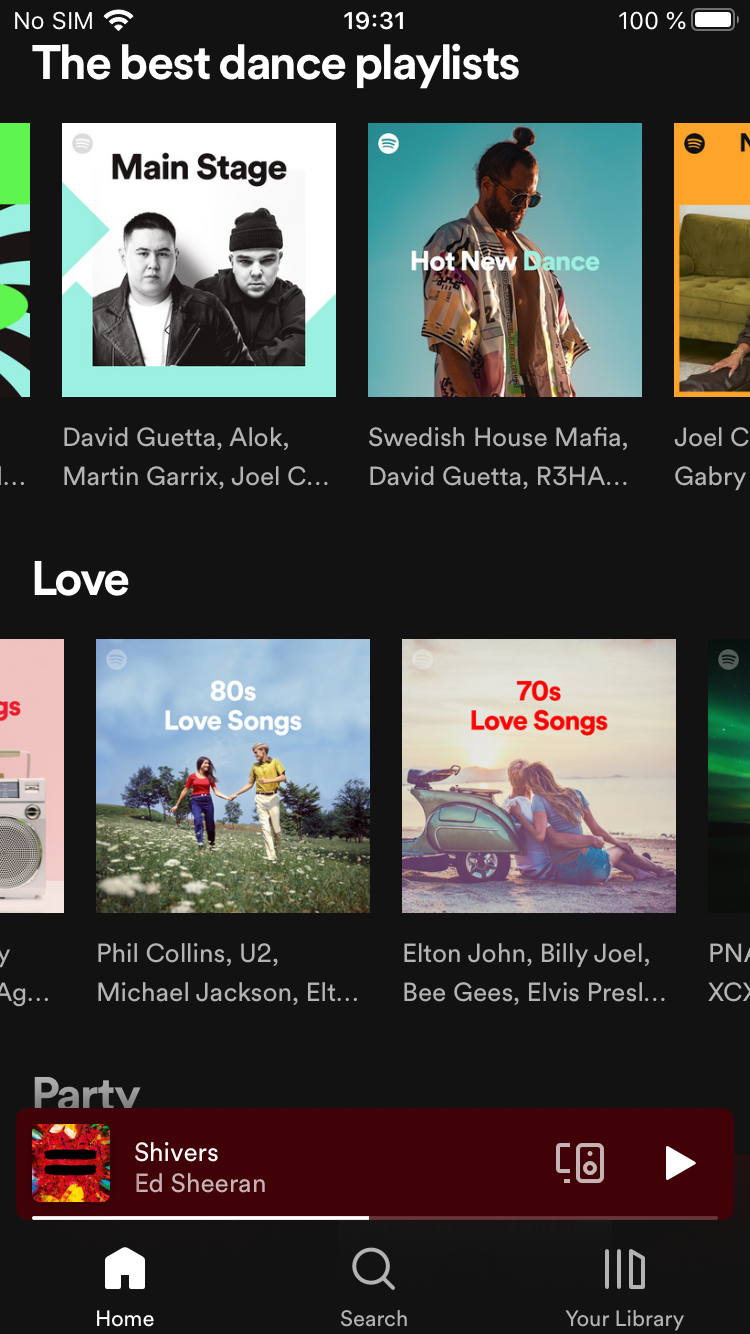 No SIM 19:31 100 %
The best dance playlists
Main Stage
Hot New Dance
David Guetta, Alok,
Martin Garrix, Joel C...
Swedish House Mafia,
David Guetta, R3HA...
Joel C
Gabry
Love
gs
80s
Love Songs
70s
Love Songs
y
Ag...
Phil Collins, U2,
Michael Jackson, Elt...
Elton John, Billy Joel,
Bee Gees, Elvis Presl...
PNA
XCX
Party
Shivers
Ed Sheeran
Home
Search
Your Library